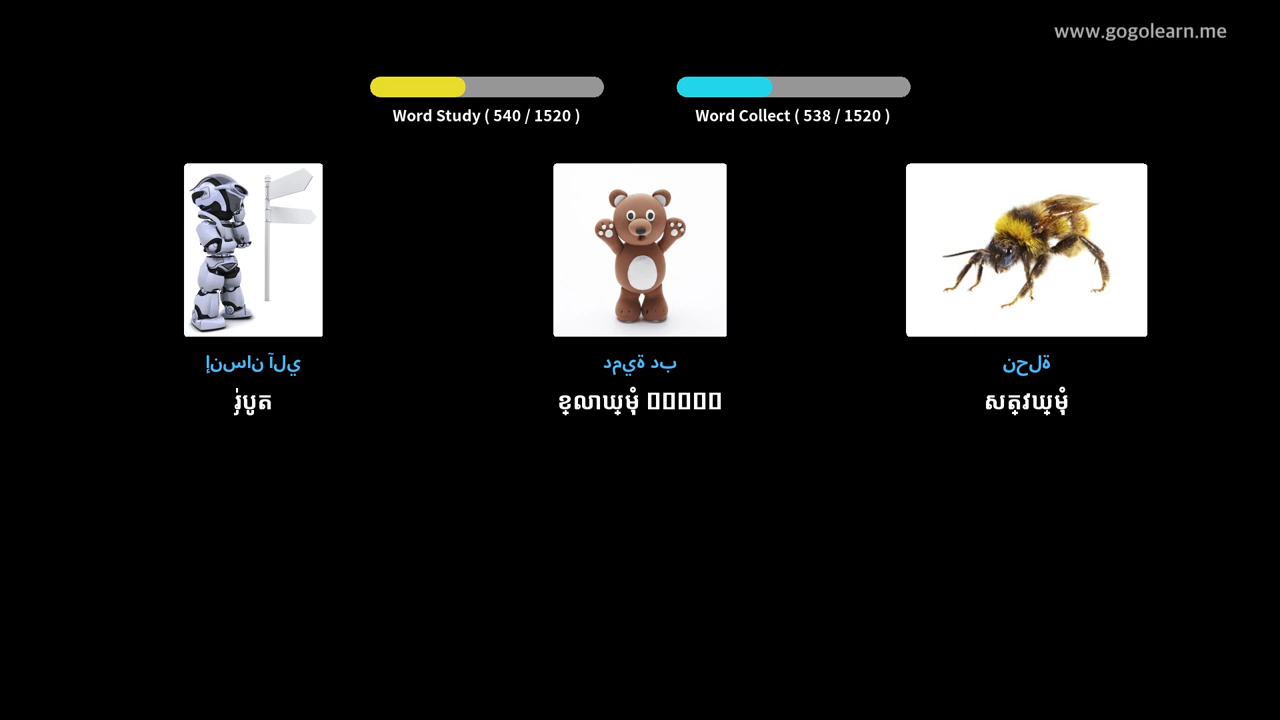 www.gogolearn.me
Word Study ( 540 / 1520 )
Word Collect ( 538 / 1520 )
إنسان آلي
دمية دب
نحلة
រ៉ូបូត
ខ្លាឃ្មុំ
សត្វឃ្មុំ